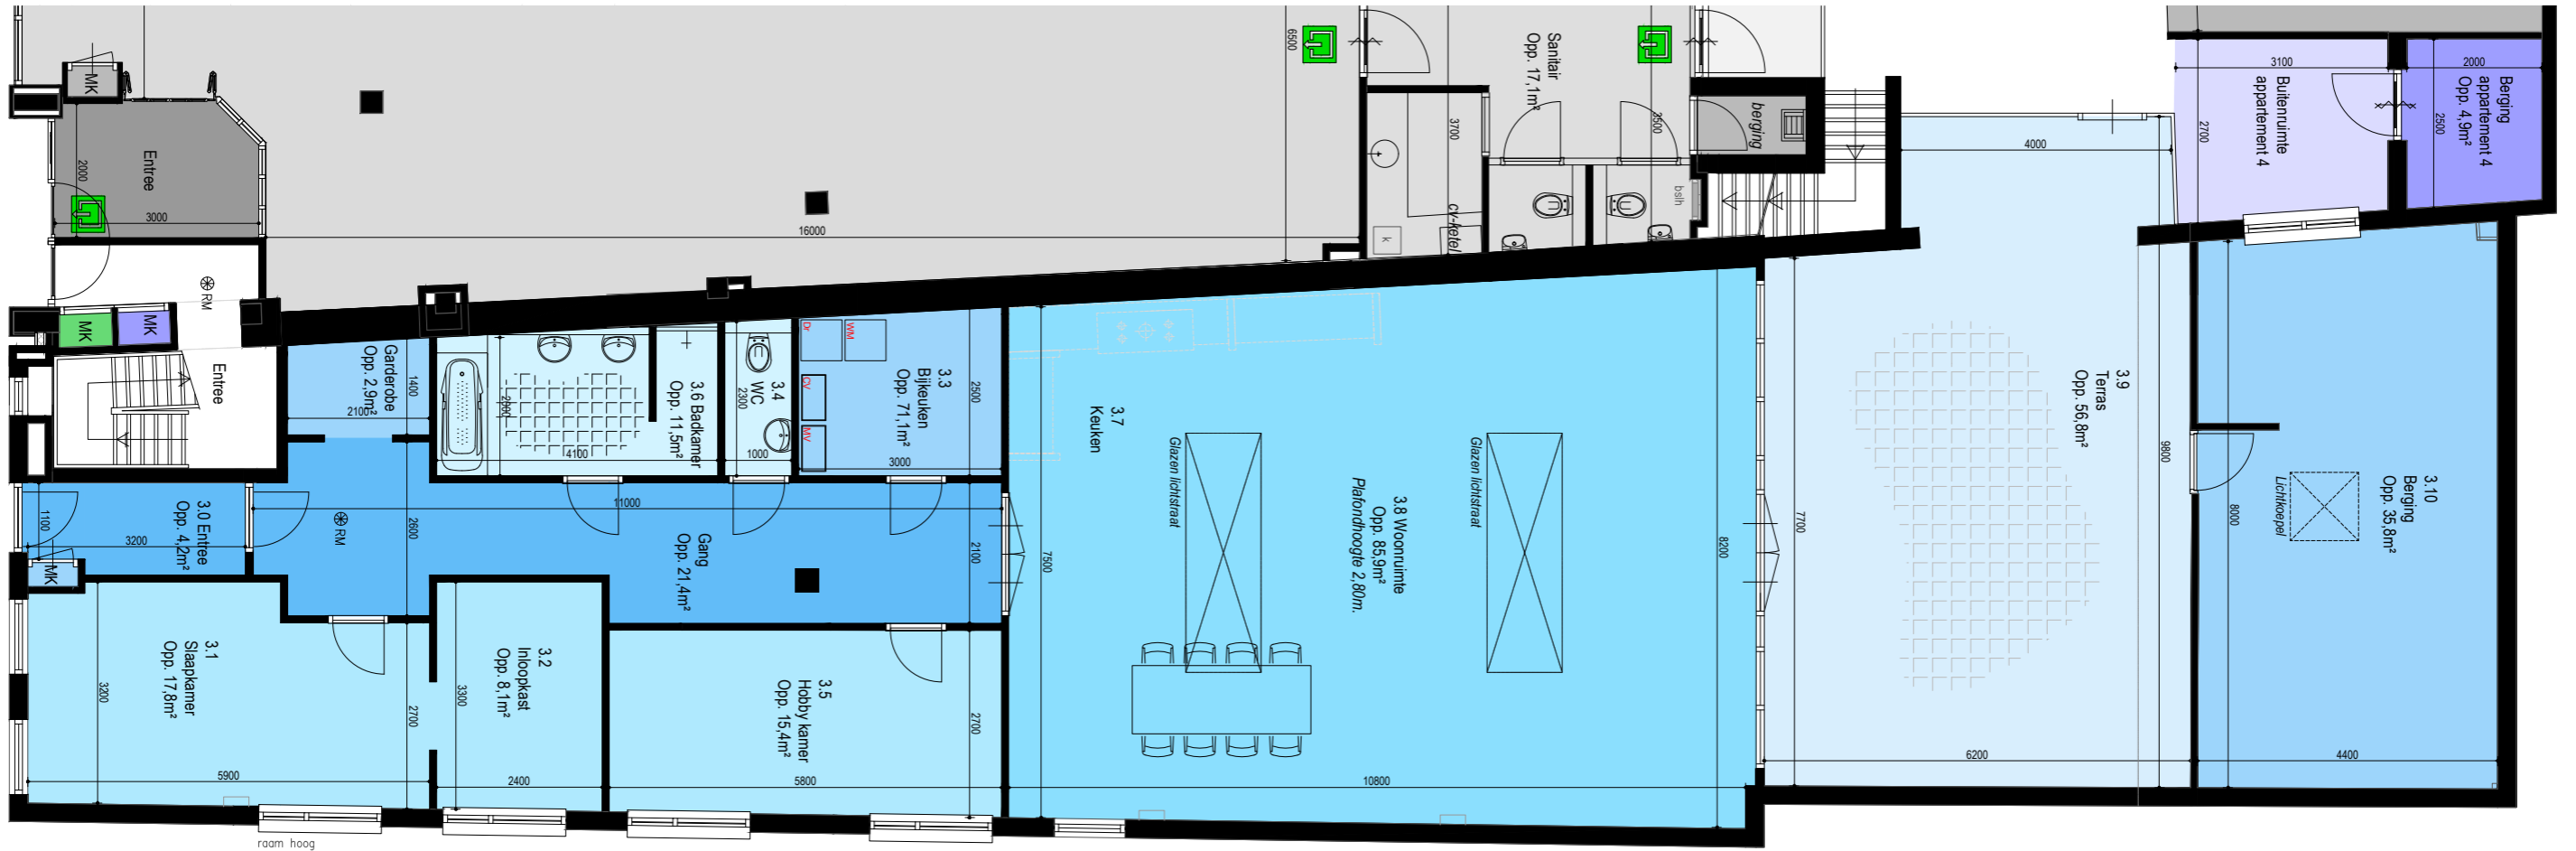 MK
Entree
2000
3000
RM
MK
MK
Entree
6500
16000
Sanitair
Opp. 17,1m²
3700
3500
cv-ketel
k
bslh
berging
4000
2700
3100
Buitenruimte
appartement 4
2000
Berging
appartement 4
Opp. 4,9m²
2500
Garderobe
Opp. 2,9m²
1400
2100
2900
4100
3.6 Badkamer
Opp. 11,5m²
3.4
WC
2300
1000
Dr
WM
CV
MV
3.3
Bijkeuken
Opp. 71,1m²
2500
3000
3.0 Entree
Opp. 4,2m²
1100
3200
MK
RM
2600
11000
Gang
Opp. 21,4m²
2100
3.1
Slaapkamer
Opp. 17,8m²
3200
2700
5900
3.2
Inloopkast
Opp. 8,1m²
3300
2400
3.5
Hobby kamer
Opp. 15,4m²
2700
5800
3.7
Keuken
7500
Glazen lichtstraat
3.8 Woonruimte
Opp. 85,9m²
Plafondhoogte 2,80m.
Glazen lichtstraat
8200
10800
7700
3.9
Terras
Opp. 56,8m²
9800
6200
8000
Lichtkoepel
3.10
Berging
Opp. 35,8m²
4400
raam hoog